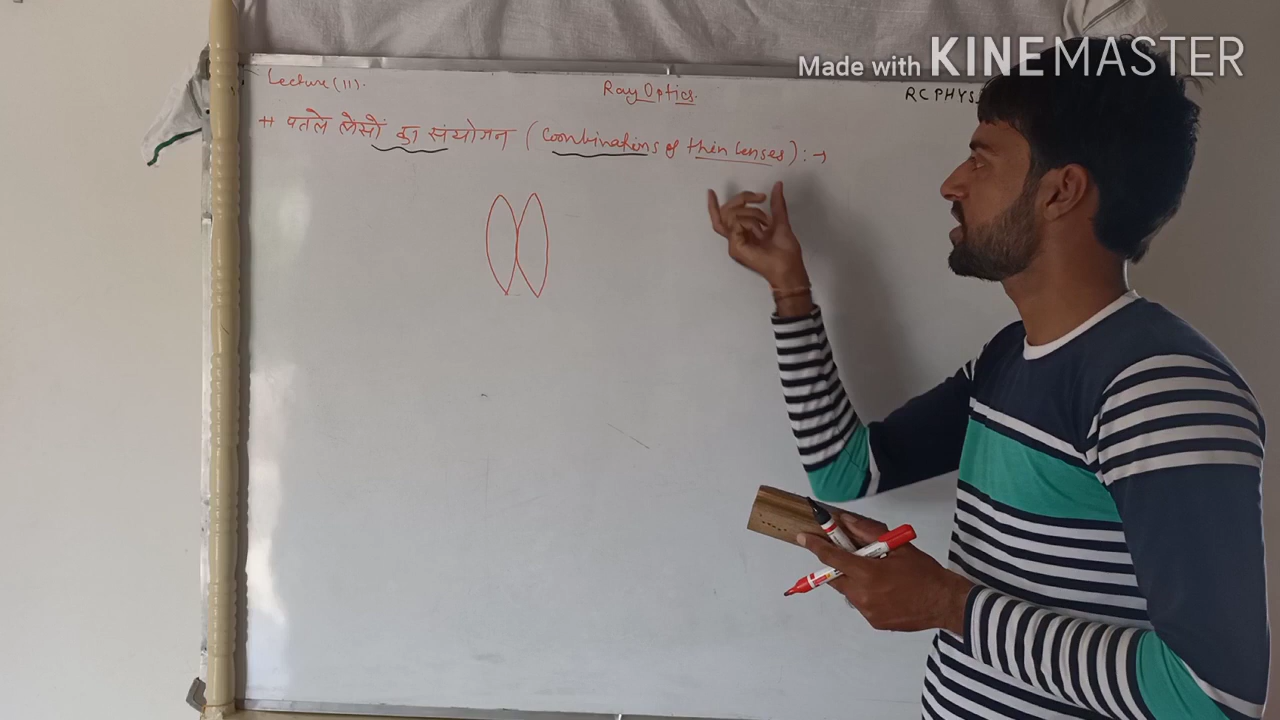 Made with KINEMASTER
Lecture (11).
Ray Optics.
RC PHYS
# पतले लेंसों का संयोजन ( Combinations of thin Lenses ) : →